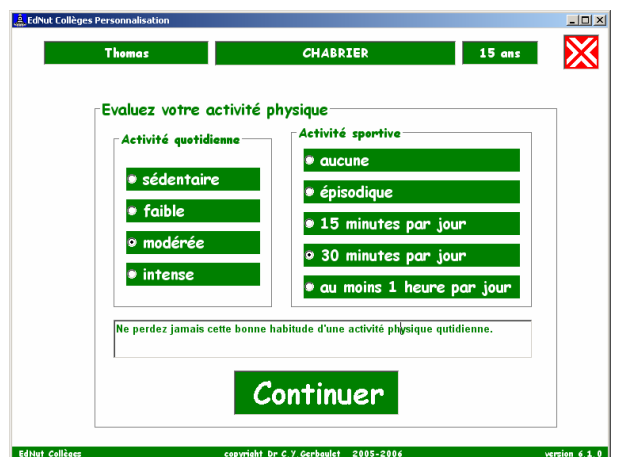 EdNut Collèges Personnalisation
Thomas CHABRIER 15 ans
Evaluez votre activité physique
Activité quotidienne
sédentaire
faible
modérée
intense
Activité sportive
aucune
épisodique
15 minutes par jour
30 minutes par jour
au moins 1 heure par jour
Ne perdez jamais cette bonne habitude d'une activité physique qutidienne.
Continuer
EdNut Collèges copyright Dr C.Y Gerboulet 2005-2006 version 6.1.0